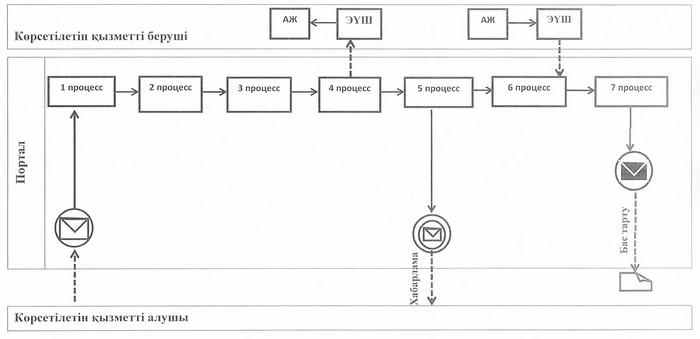 АЖ
ЭҮШ
АЖ
ЭҮШ
Көрсетілетін қызметті беруші
1 процесс
2 процесс
3 процесс
4 процесс
5 процесс
6 процесс
7 процесс
Портал
Хабарлама
Бас тарту
Көрсетілетін қызметті алушы